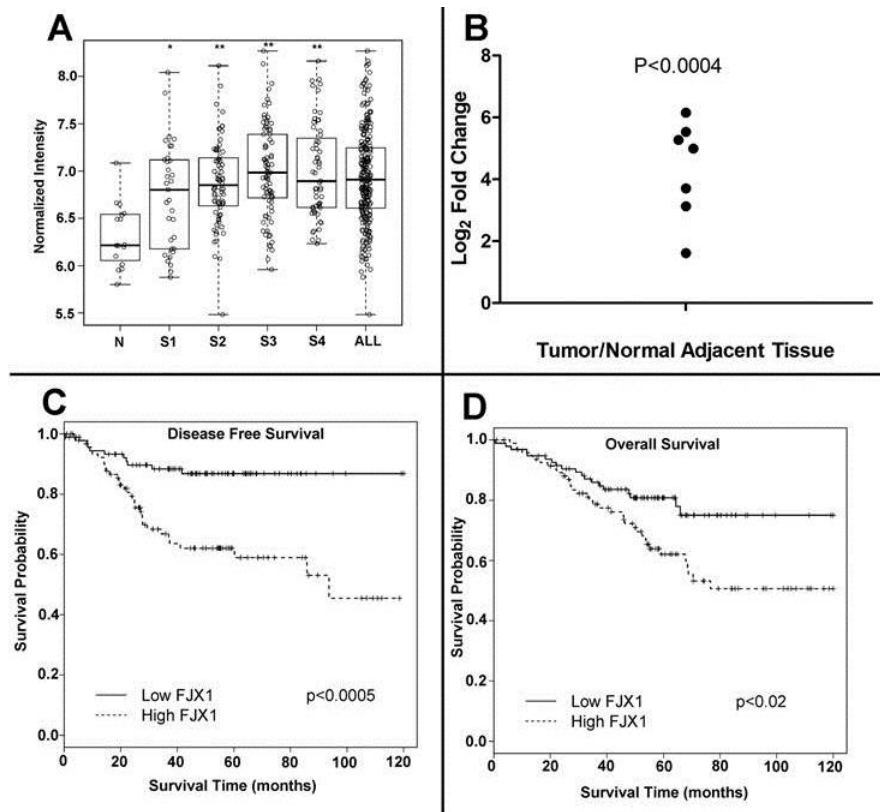 A
* ** ** **
8.0
7.5
7.0
6.5
6.0
5.5
Normalized Intensity
N S1 S2 S3 S4 ALL
B
P<0.0004
8
6
4
2
0
Log2 Fold Change
Tumor/Normal Adjacent Tissue
C
Disease Free Survival
1.0
0.8
0.6
0.4
0.2
0.0
Survival Probability
Low FJX1 p<0.0005
High FJX1
0 20 40 60 80 100 120
Survival Time (months)
D
Overall Survival
1.0
0.8
0.6
0.4
0.2
0.0
Survival Probability
Low FJX1 p<0.02
High FJX1
0 20 40 60 80 100 120
Survival Time (months)